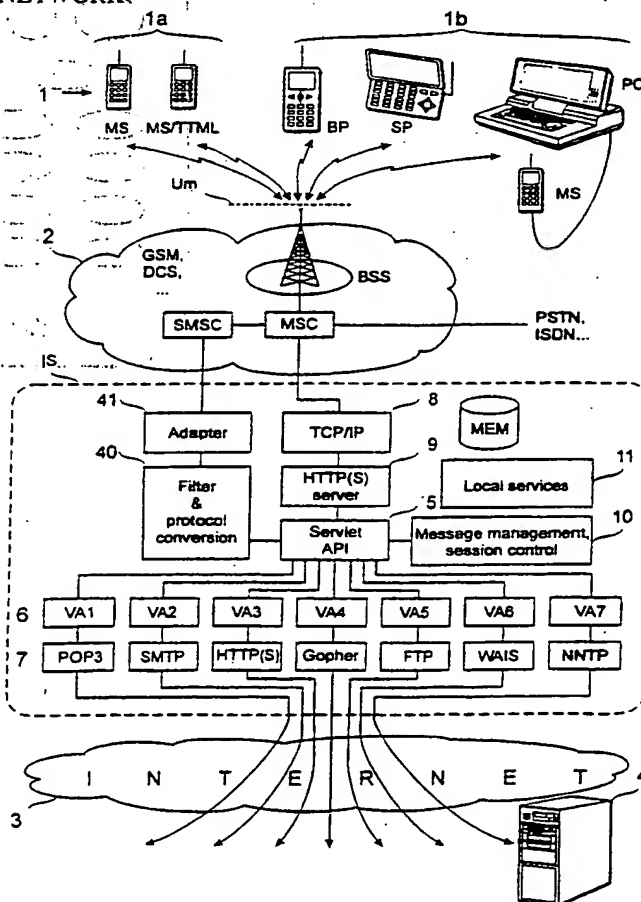 NETWORK
1a 1b
1
PC
MS MS/TTML BP SP
MS
Um
2
GSM,
DCS,
...
BSS
SMSC MSC
PSTN,
ISDN...
IS
41 8
Adapter TCP/IP MEM
40 9 11
Filter
&
protocol
conversion
HTTP(S)
server
Local services
5 10
Servlet
API
Message management,
session control
6 VA1 VA2 VA3 VA4 VA5 VA6 VA7
7 POP3 SMTP HTTP(S) Gopher FTP WAIS NNTP
I N T E R N E T
3 4